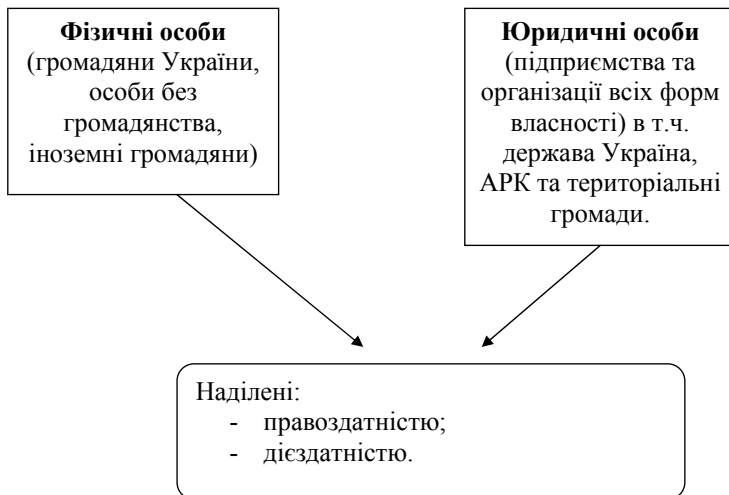 Фізичні особи
(громадяни України,
особи без
громадянства,
іноземні громадяни)
Юридичні особи
(підприємства та
організації всіх форм
власності) в т.ч.
держава Україна,
АРК та територіальні
громади.
Наділені:
- правоздатністю;
- дієздатністю.